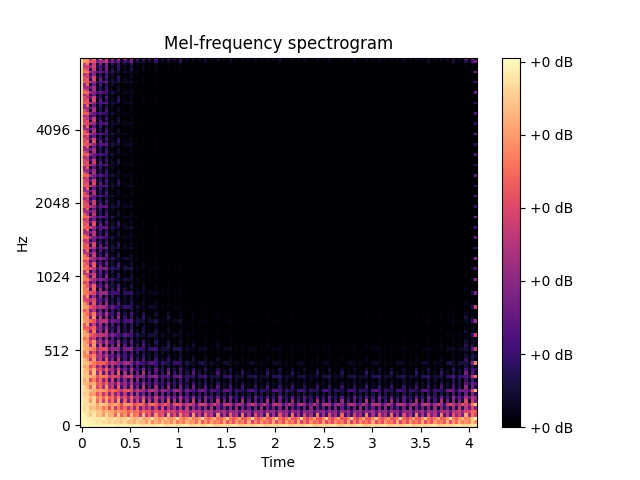 Mel-frequency spectrogram
Hz
4096
2048
1024
512
0
0 0.5 1 1.5 2 2.5 3 3.5 4
Time
+0 dB
+0 dB
+0 dB
+0 dB
+0 dB
+0 dB